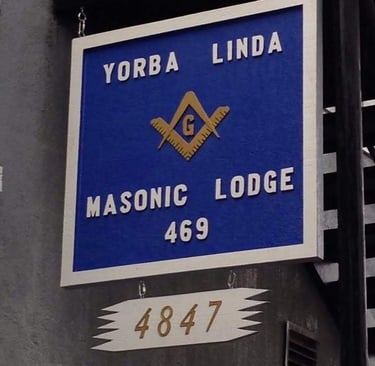 YORBA LINDA
G
MASONIC LODGE
469
4847